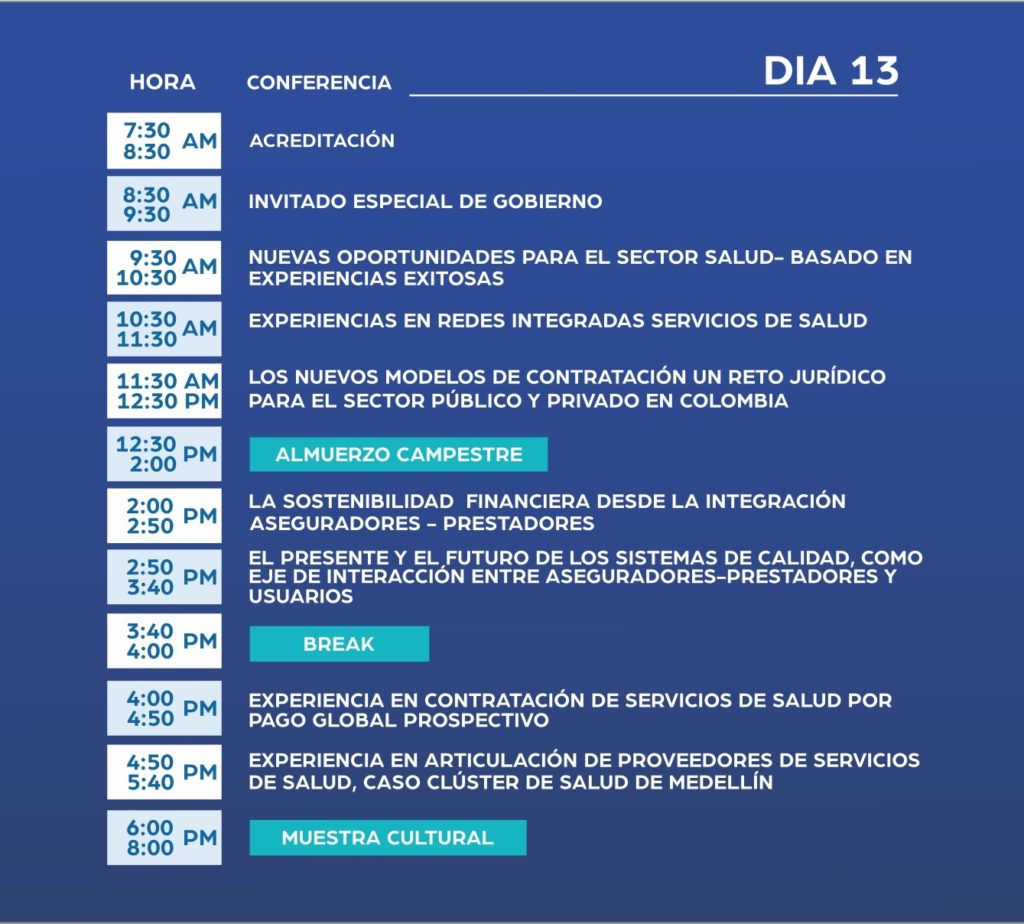 HORA CONFERENCIA DIA 13
7:30 AM
8:30
ACREDITACIÓN
8:30 AM
9:30
INVITADO ESPECIAL DE GOBIERNO
9:30 AM
10:30
NUEVAS OPORTUNIDADES PARA EL SECTOR SALUD- BASADO EN
EXPERIENCIAS EXITOSAS
10:30 AM
11:30
EXPERIENCIAS EN REDES INTEGRADAS SERVICIOS DE SALUD
11:30 AM
12:30 PM
LOS NUEVOS MODELOS DE CONTRATACIÓN UN RETO JURÍDICO
PARA EL SECTOR PÚBLICO Y PRIVADO EN COLOMBIA
12:30 PM
2:00
ALMUERZO CAMPESTRE
2:00 PM
2:50
LA SOSTENIBILIDAD FINANCIERA DESDE LA INTEGRACIÓN
ASEGURADORES - PRESTADORES
2:50 PM
3:40
EL PRESENTE Y EL FUTURO DE LOS SISTEMAS DE CALIDAD, COMO
EJE DE INTERACCIÓN ENTRE ASEGURADORES-PRESTADORES Y
USUARIOS
3:40 PM
4:00
BREAK
4:00 PM
4:50
EXPERIENCIA EN CONTRATACIÓN DE SERVICIOS DE SALUD POR
PAGO GLOBAL PROSPECTIVO
4:50 PM
5:40
EXPERIENCIA EN ARTICULACIÓN DE PROVEEDORES DE SERVICIOS
DE SALUD, CASO CLÚSTER DE SALUD DE MEDELLÍN
6:00 PM
8:00
MUESTRA CULTURAL